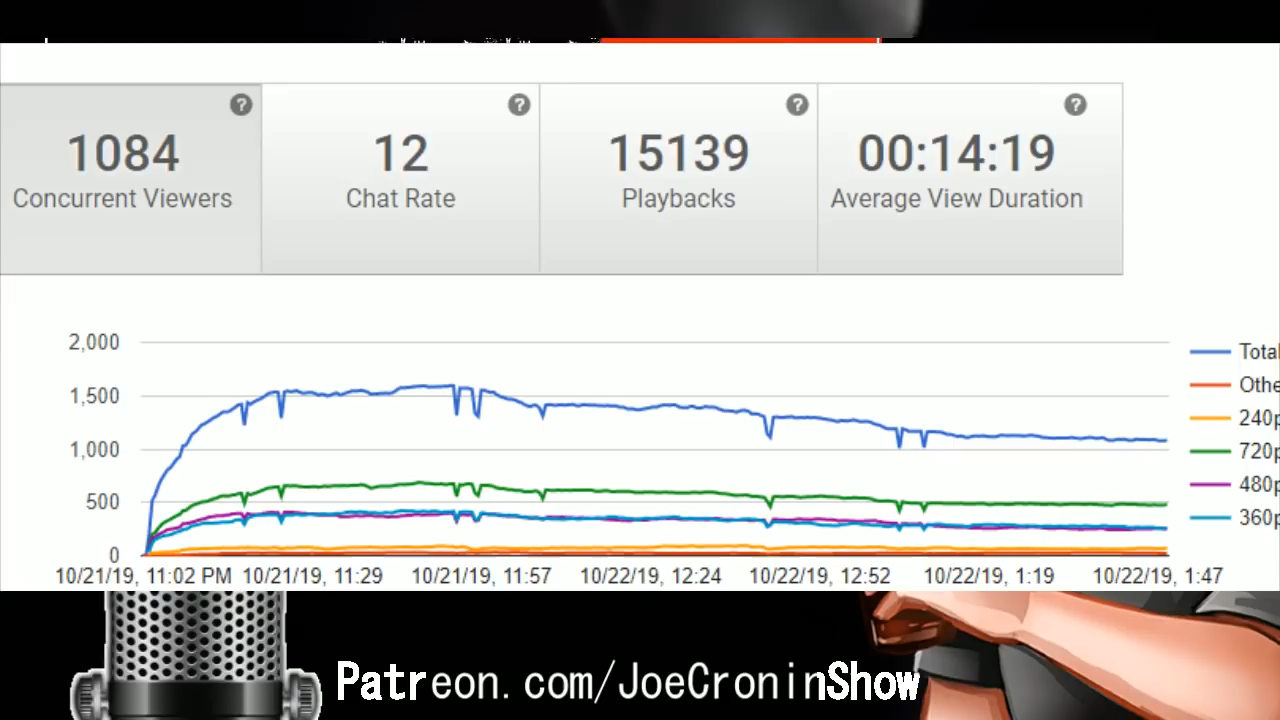 ? ? ? ?
1084 12 15139 00:14:19
Concurrent Viewers Chat Rate Playbacks Average View Duration
2,000
1,500
1,000
500
0
Total
Othe
240p
720p
480p
360p
10/21/19, 11:02 PM 10/21/19, 11:29 10/21/19, 11:57 10/22/19, 12:24 10/22/19, 12:52 10/22/19, 1:19 10/22/19, 1:47
Patreon.com/JoeCroninShow